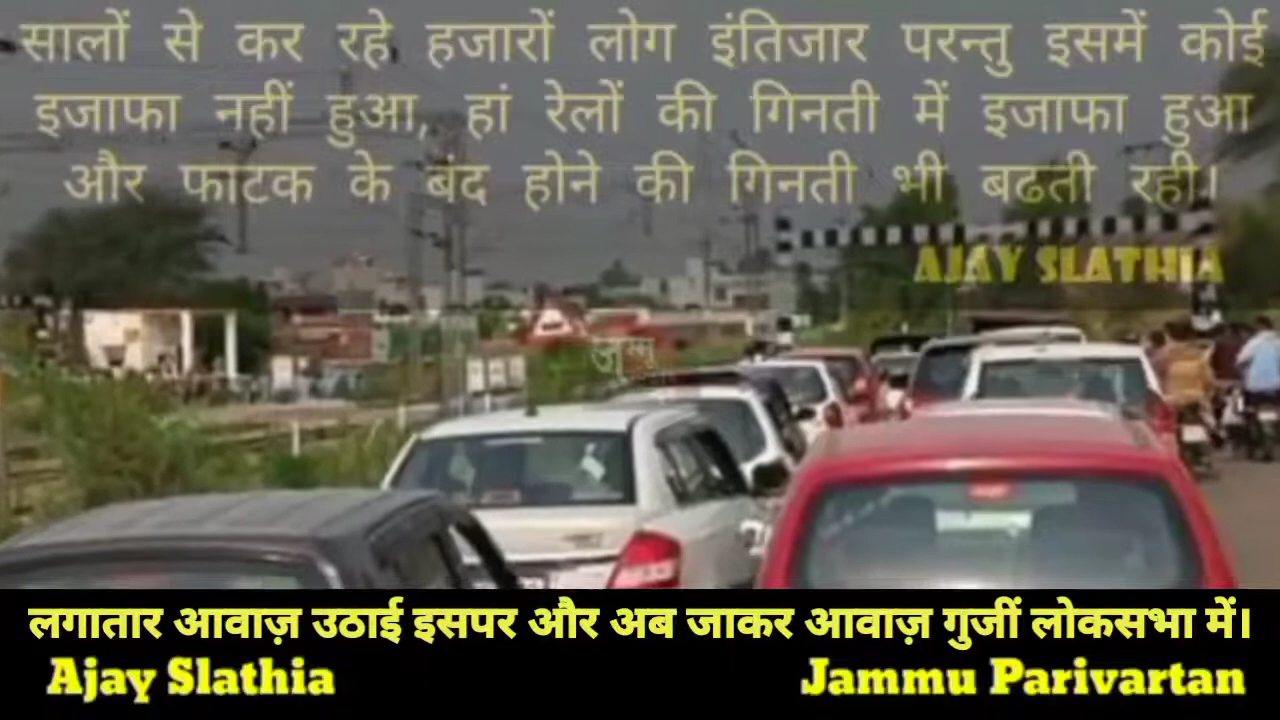 सालों से कर रहे हजारों लोग इंतिजार परन्तु इसमें कोई
इजाफा नहीं हुआ, हां रेलों की गिनती में इजाफा हुआ
और फाटक के बंद होने की गिनती भी बढती रही।
AJAY SLATHIA
लगातार आवाज़ उठाई इसपर और अब जाकर आवाज़ गुजीं लोकसभा में।
Ajay Slathia
Jammu Parivartan